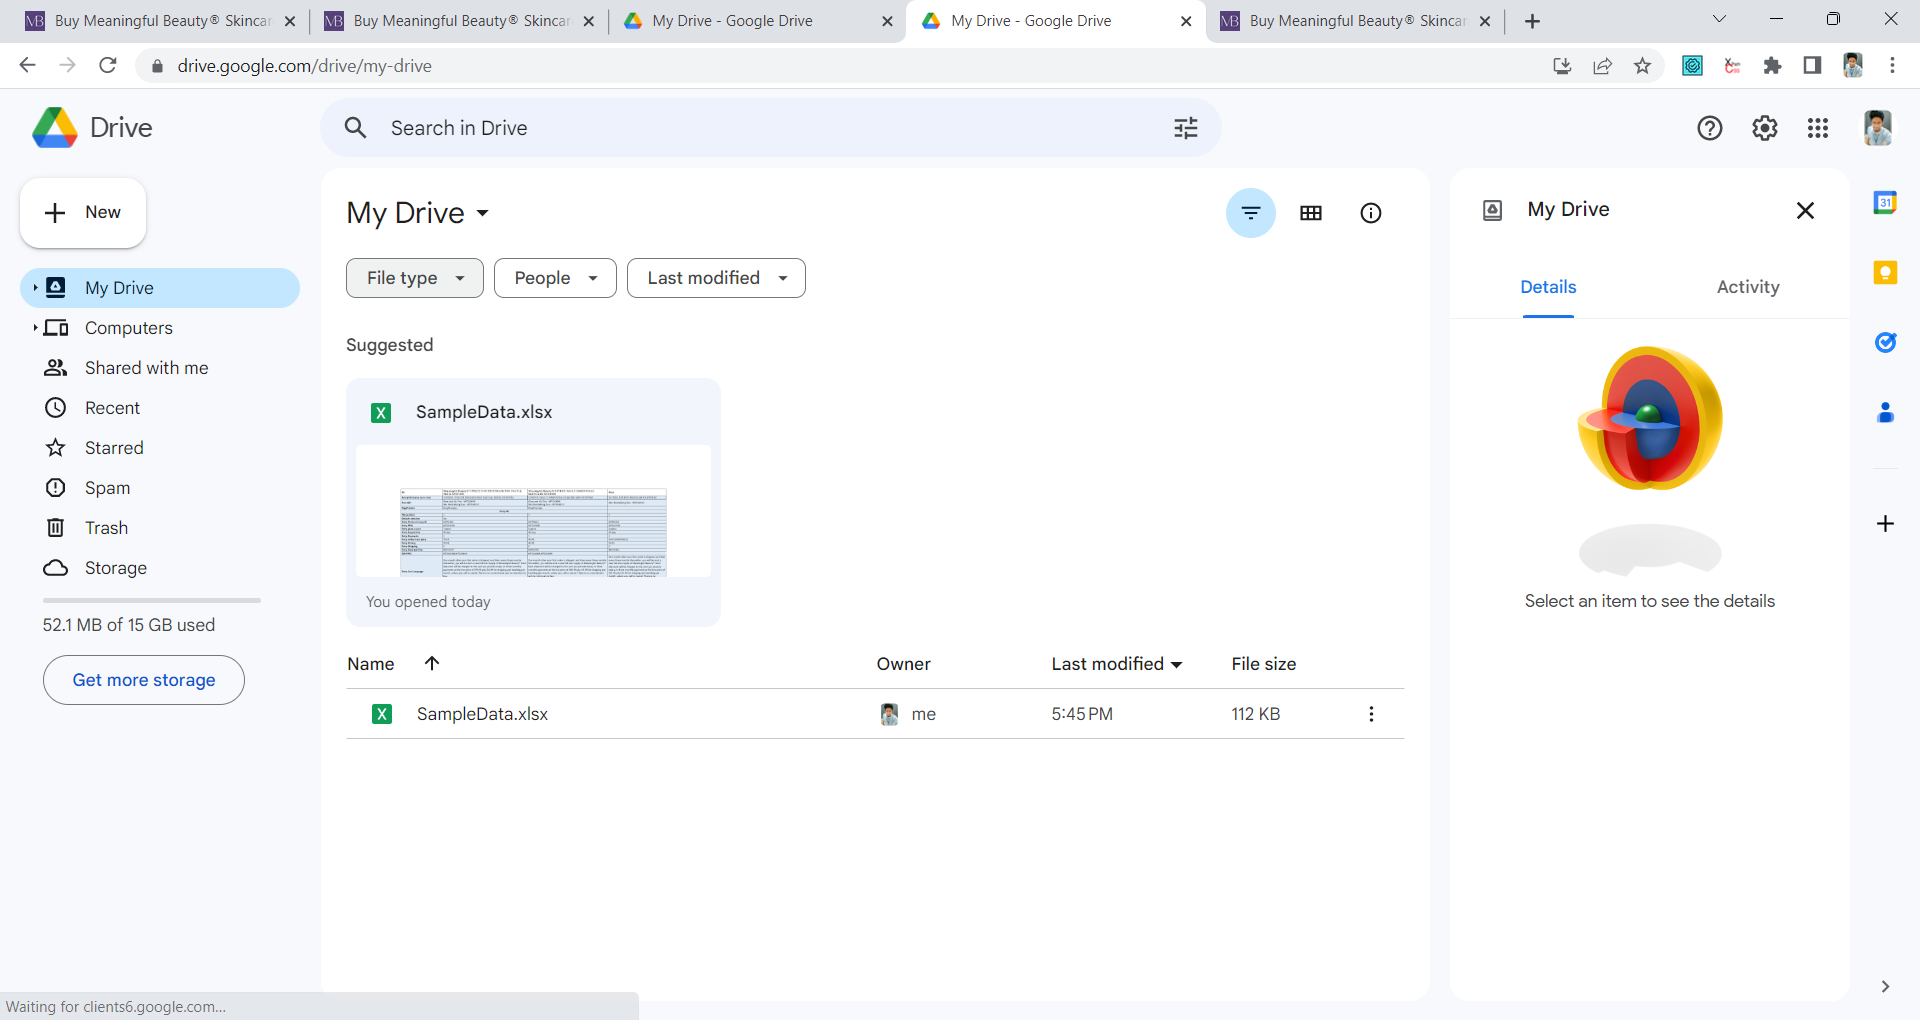 Buy Meaningful Beauty® Skincar
Buy Meaningful Beauty® Skincar
My Drive - Google Drive
My Drive - Google Drive
Buy Meaningful Beauty® Skincar
drive.google.com/drive/my-drive
Drive
Search in Drive
New
My Drive
Computers
Shared with me
Recent
Starred
Spam
Trash
Storage
52.1 MB of 15 GB used
Get more storage
My Drive
File type
People
Last modified
Suggested
SampleData.xlsx
You opened today
Name
Owner
Last modified
File size
SampleData.xlsx
me
5:45 PM
112 KB
My Drive
Details
Activity
Select an item to see the details
31
Waiting for clients6.google.com...